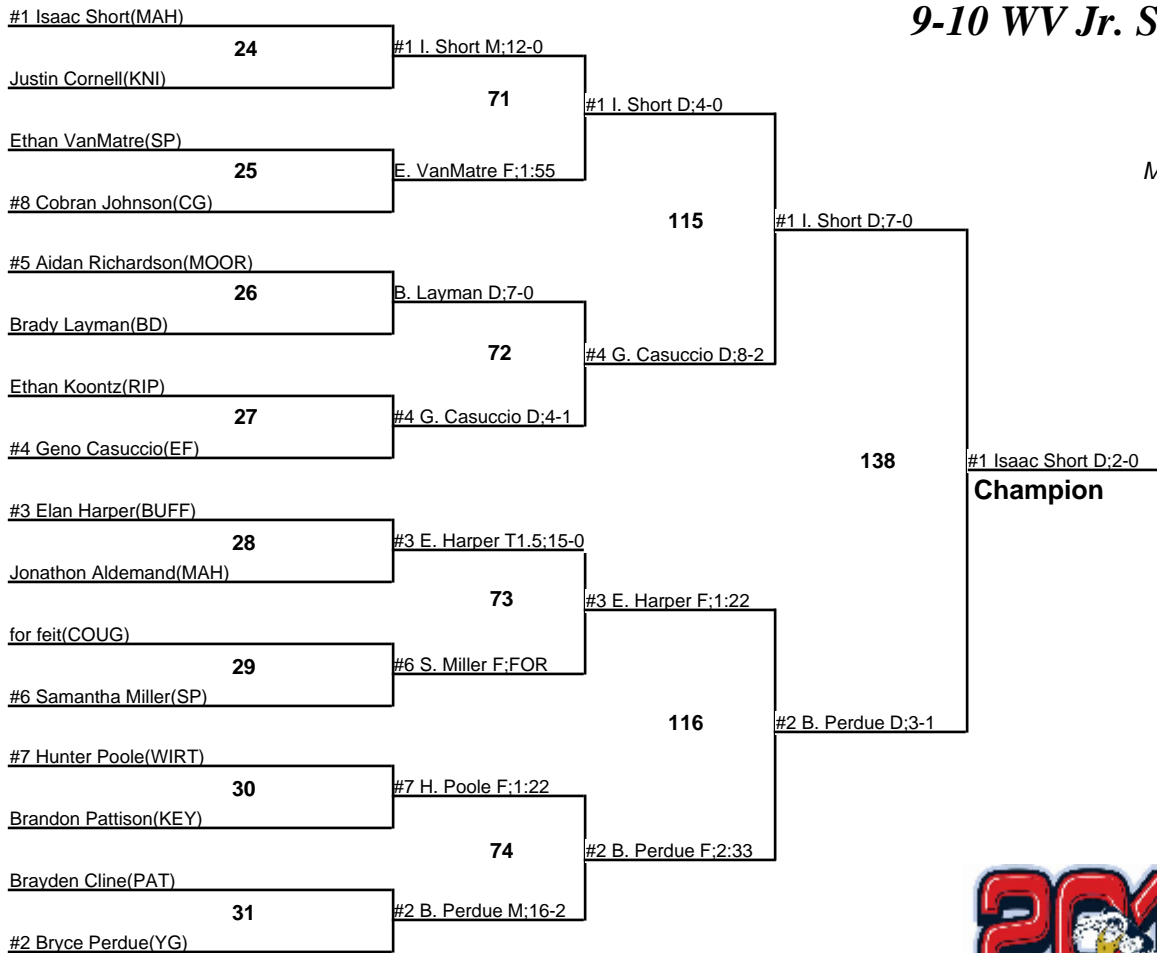 9-10 WV Jr. S
M
#1 Isaac Short(MAH)
24
Justin Cornell(KNI)
#1 I. Short M;12-0
71
Ethan VanMatre(SP)
25
#8 Cobran Johnson(CG)
E. VanMatre F;1:55
#1 I. Short D;4-0
115
#5 Aidan Richardson(MOOR)
26
Brady Layman(BD)
B. Layman D;7-0
72
Ethan Koontz(RIP)
27
#4 Geno Casuccio(EF)
#4 G. Casuccio D;4-1
#4 G. Casuccio D;8-2
#1 I. Short D;7-0
138
#1 Isaac Short D;2-0
Champion
#3 Elan Harper(BUFF)
28
Jonathon Aldemand(MAH)
#3 E. Harper T1.5;15-0
73
for feit(COUG)
29
#6 Samantha Miller(SP)
#6 S. Miller F;FOR
#3 E. Harper F;1:22
116
#2 B. Perdue D;3-1
#7 Hunter Poole(WIRT)
30
Brandon Pattison(KEY)
#7 H. Poole F;1:22
74
Brayden Cline(PAT)
31
#2 Bryce Perdue(YG)
#2 B. Perdue M;16-2
#2 B. Perdue F;2:33
201